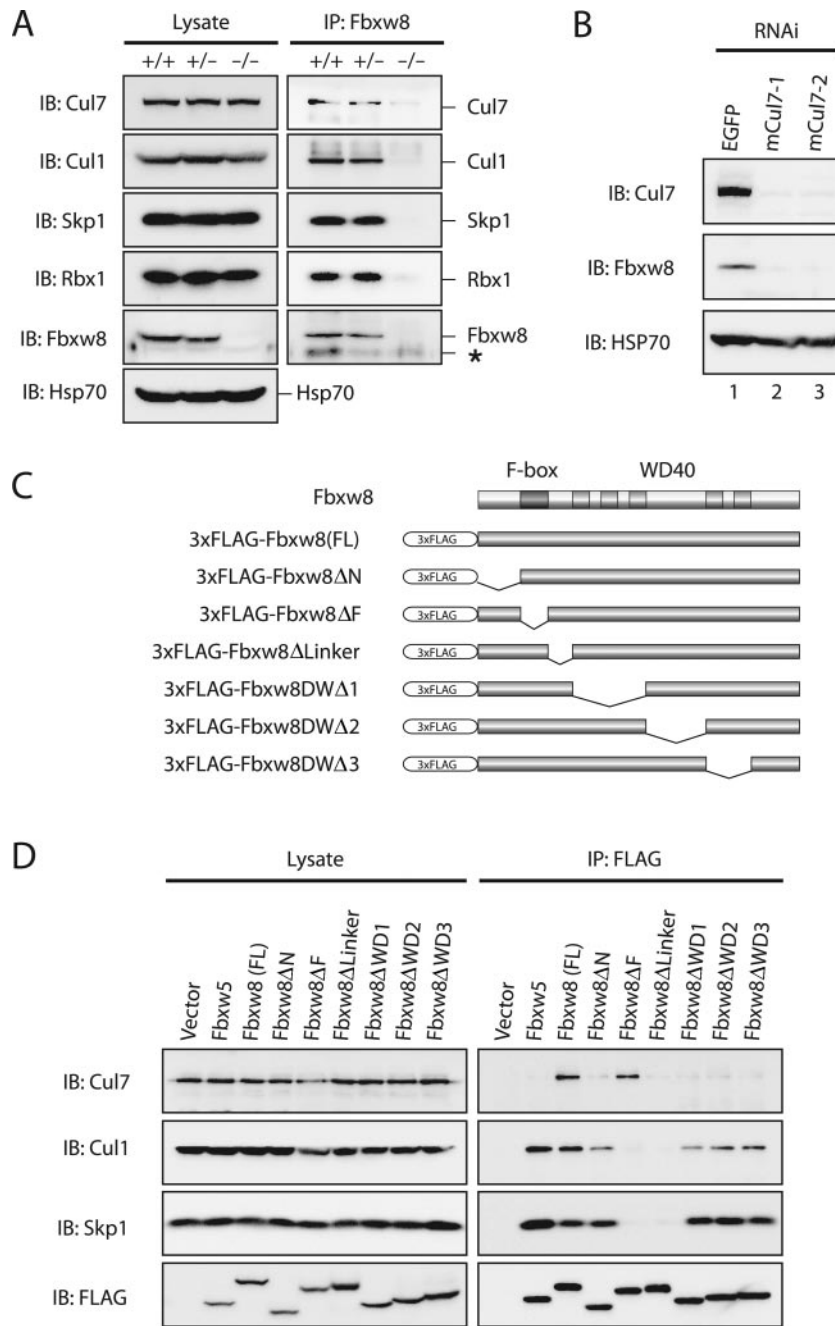 A
Lysate
IP: Fbxw8
+/+ +/− −/− +/+ +/− −/−
IB: Cul7
Cul7
IB: Cul1
Cul1
IB: Skp1
Skp1
IB: Rbx1
Rbx1
IB: Fbxw8
Fbxw8
*
IB: Hsp70
Hsp70
B
RNAi
EGFP
mCul7-1
mCul7-2
IB: Cul7
IB: Fbxw8
IB: HSP70
1 2 3
C
F-box WD40
Fbxw8
3xFLAG-Fbxw8(FL) 3xFLAG
3xFLAG-Fbxw8ΔN 3xFLAG
3xFLAG-Fbxw8ΔF 3xFLAG
3xFLAG-Fbxw8ΔLinker 3xFLAG
3xFLAG-Fbxw8DWΔ1 3xFLAG
3xFLAG-Fbxw8DWΔ2 3xFLAG
3xFLAG-Fbxw8DWΔ3 3xFLAG
D
Lysate
IP: FLAG
Vector
Fbxw5
Fbxw8 (FL)
Fbxw8ΔN
Fbxw8ΔF
Fbxw8ΔLinker
Fbxw8ΔWD1
Fbxw8ΔWD2
Fbxw8ΔWD3
Vector
Fbxw5
Fbxw8 (FL)
Fbxw8ΔN
Fbxw8ΔF
Fbxw8ΔLinker
Fbxw8ΔWD1
Fbxw8ΔWD2
Fbxw8ΔWD3
IB: Cul7
IB: Cul1
IB: Skp1
IB: FLAG